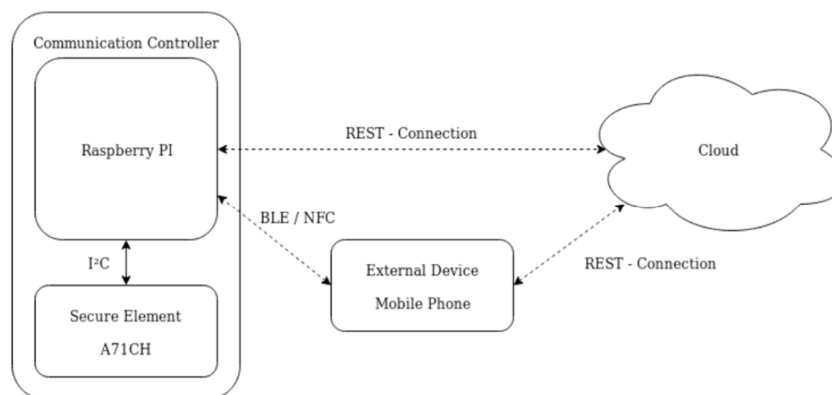 Communication Controller
Raspberry PI
REST - Connection
Cloud
BLE / NFC
I²C
External Device
Mobile Phone
REST - Connection
Secure Element
A71CH